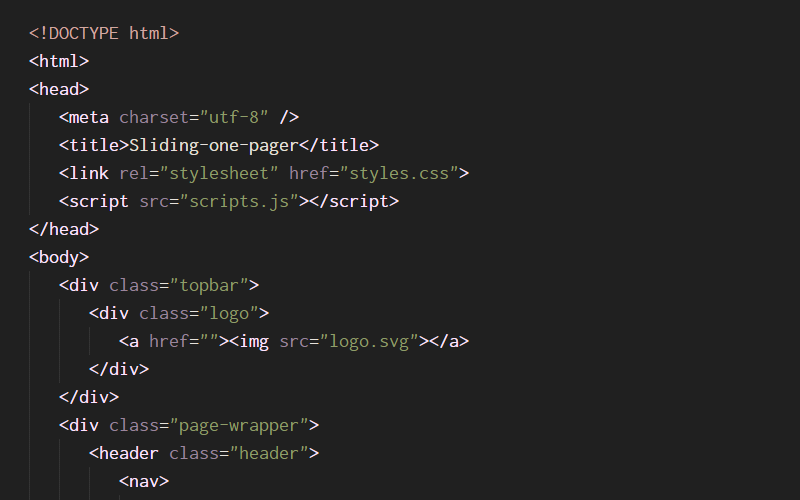 <!DOCTYPE html>
<html>
<head>
<meta charset="utf-8" />
<title>Sliding-one-pager</title>
<link rel="stylesheet" href="styles.css">
<script src="scripts.js"></script>
</head>
<body>
<div class="topbar">
<div class="logo">
<a href=""><img src="logo.svg"></a>
</div>
</div>
<div class="page-wrapper">
<header class="header">
<nav>